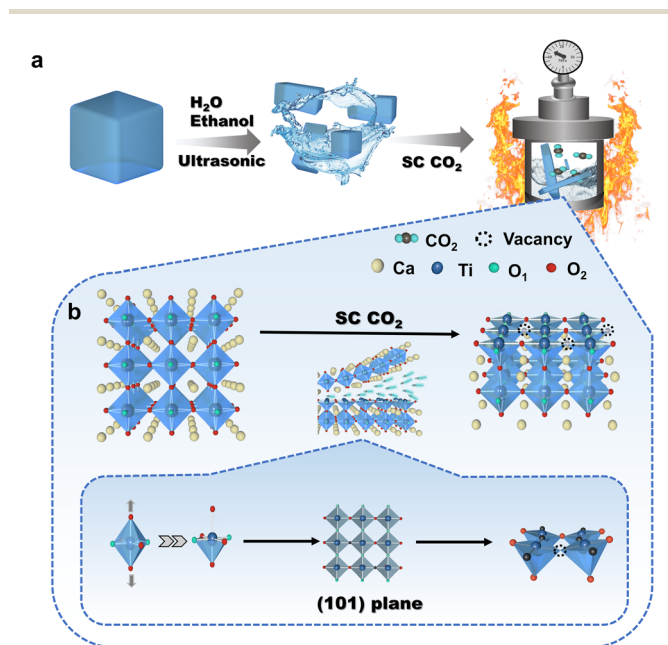 a
H₂O
Ethanol
Ultrasonic
SC CO₂
CO₂
Vacancy
Ca
Ti
O₁
O₂
b
SC CO₂
(101) plane